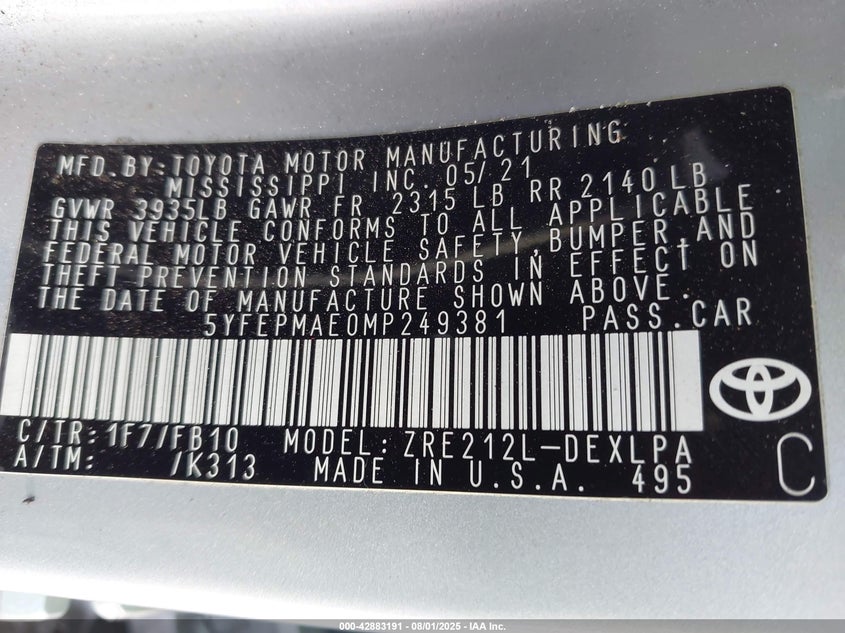 MFD.BY:TOYOTA MOTOR MANUFACTURING
MISSISSIPPI INC. 05/21
GVWR 3935LB GAWR FR 2315 LB RR 2140 LB
THIS VEHICLE CONFORMS TO ALL APPLICABLE
FEDERAL MOTOR VEHICLE SAFETY,BUMPER,AND
THEFT PREVENTION STANDARDS IN EFFECT ON
THE DATE OF MANUFACTURE SHOWN ABOVE.
5YFEPMAE0MP249381 PASS.CAR
C/TR:1F7/FB10 MODEL:ZRE212L-DEXLPA
A/TM: /K313 MADE IN U.S.A. 495
C
000-42883191 - 08/01/2025 - IAA Inc.